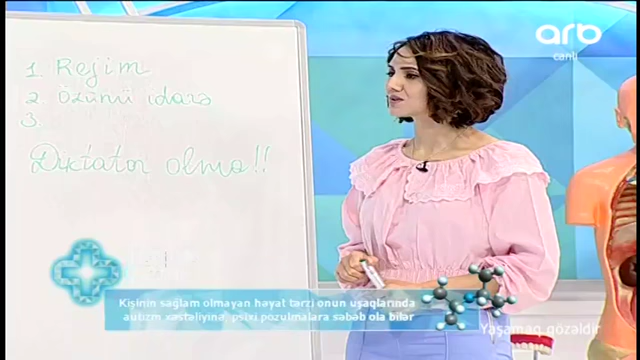 arb
canlı
1. Rejim
2. Özünü idarə
3
Diktator olma!!
Kişinin sağlam olmayan həyat tərzi onun uşaqlarında
autizm xəstəliyinə, psixi pozulmalara səbəb ola bilər
Yaşamaq gözəldir